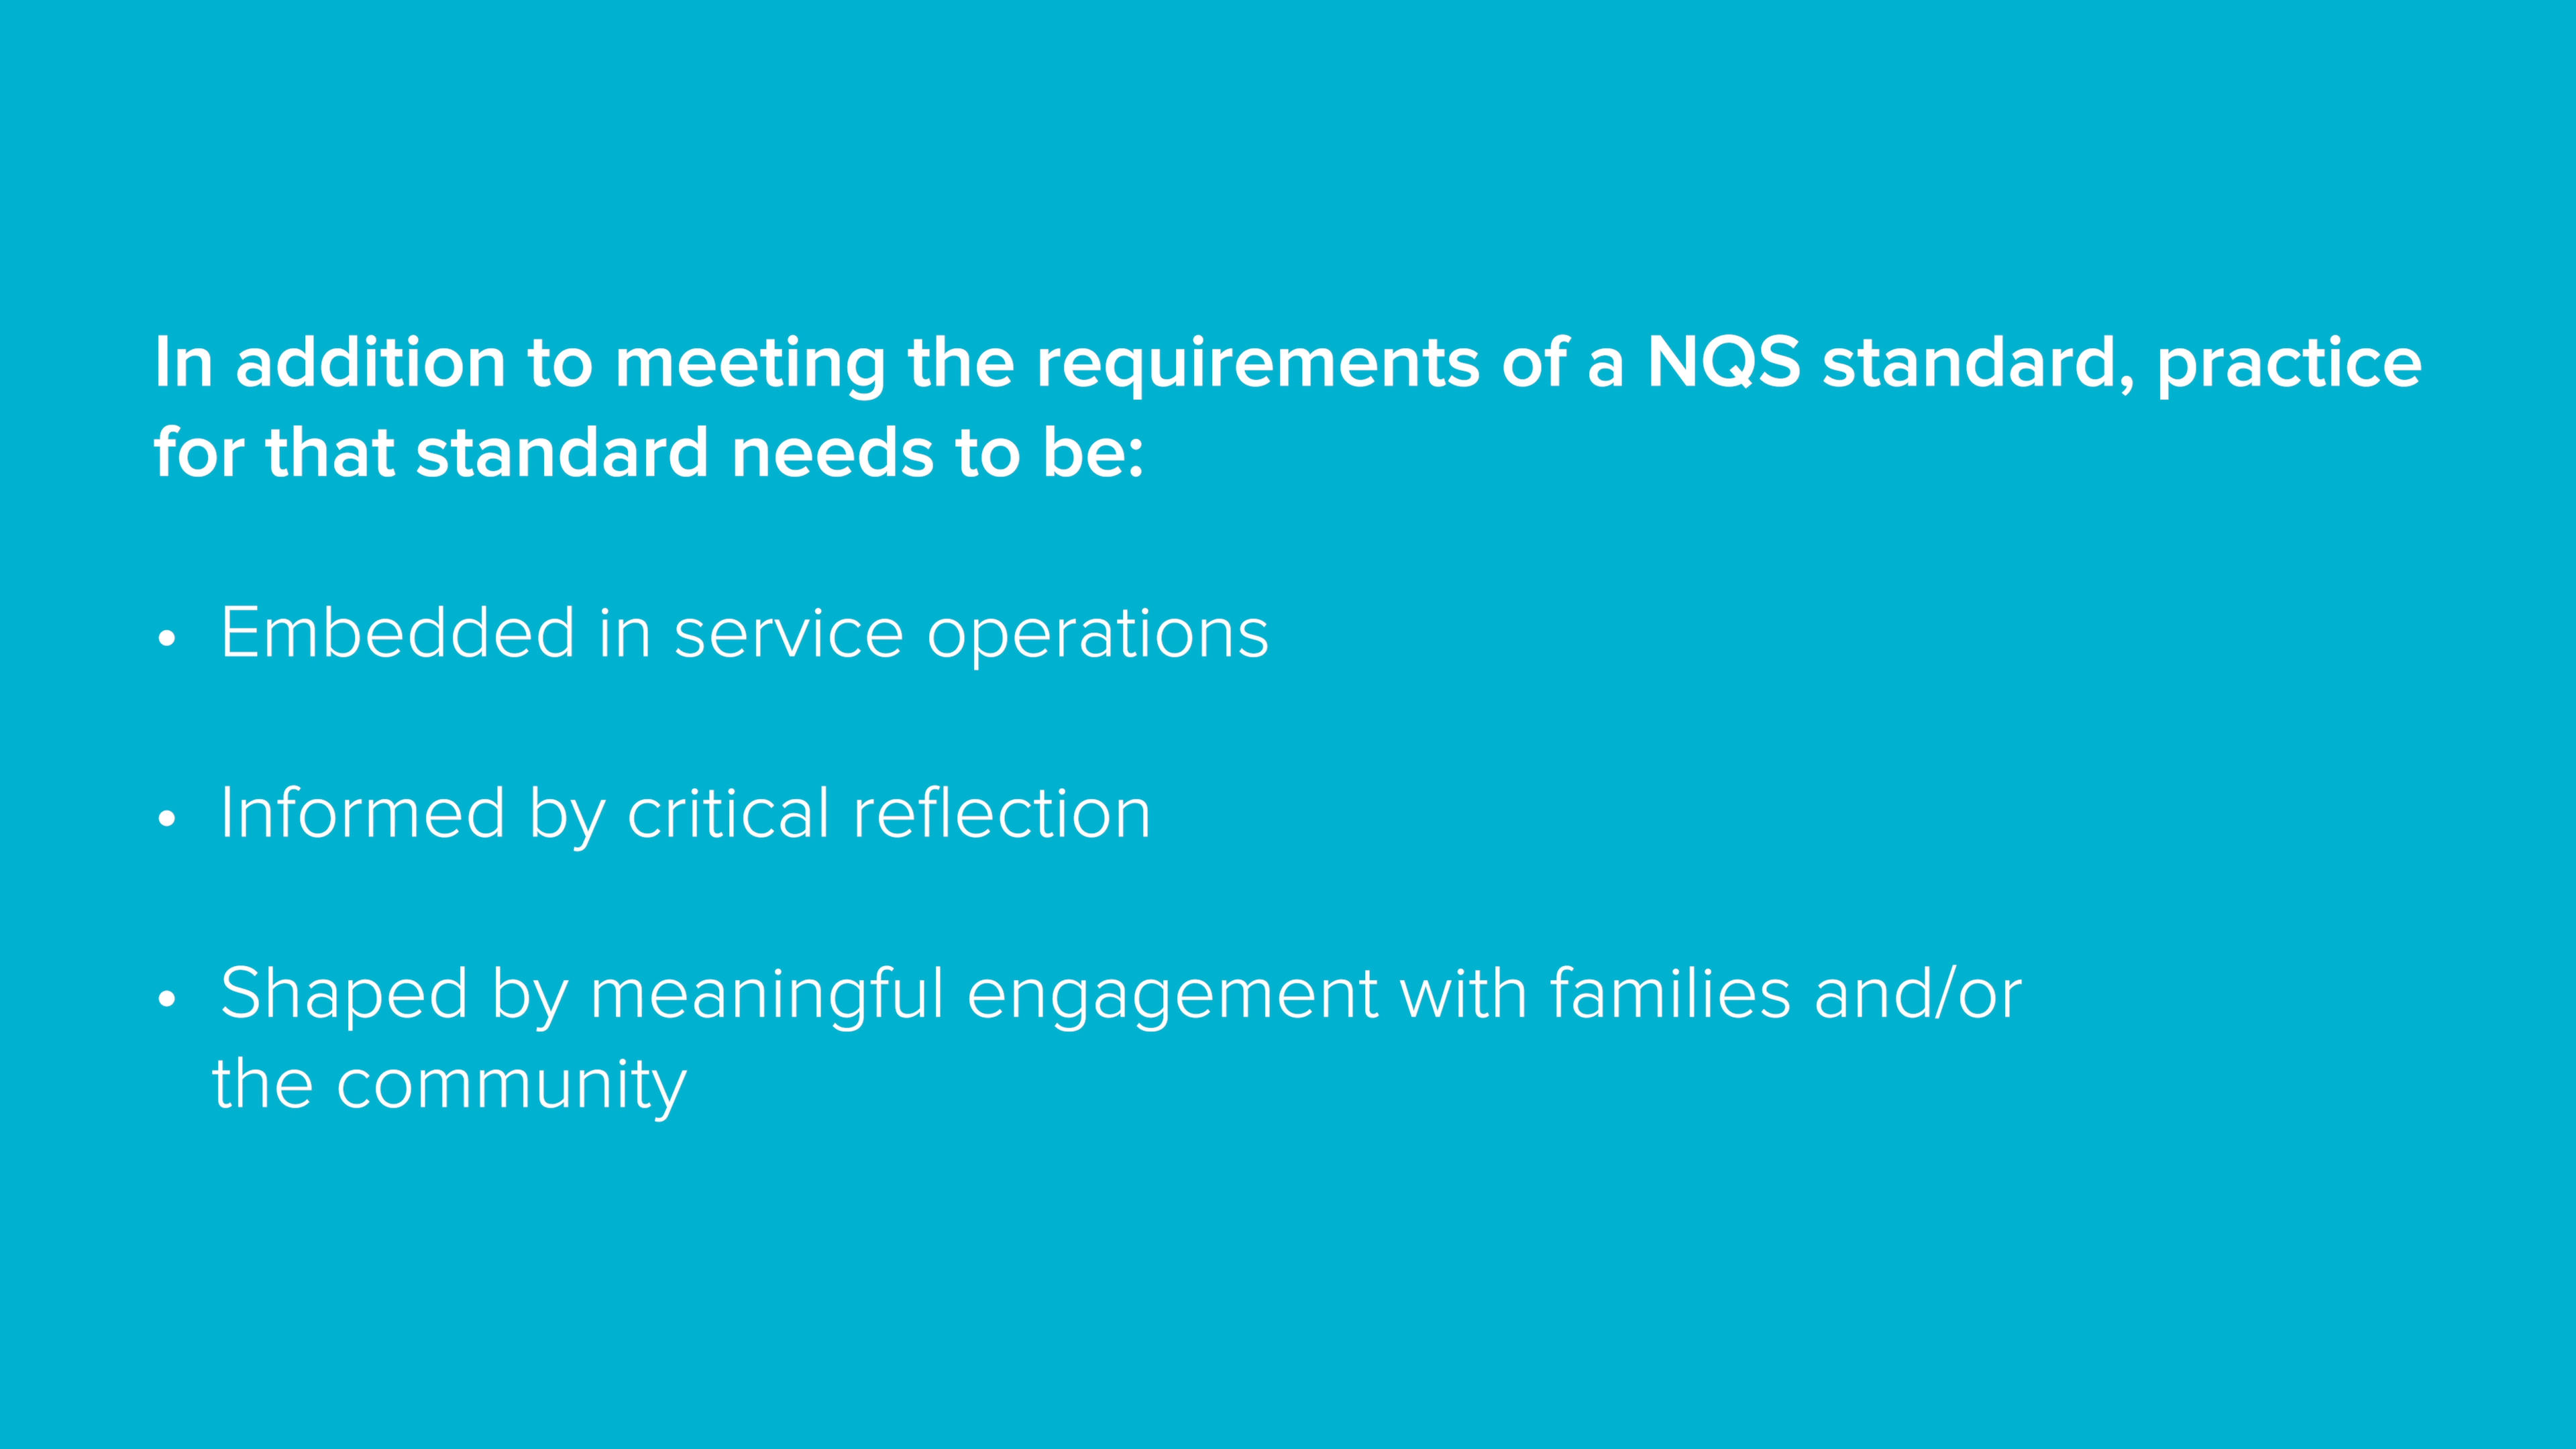 In addition to meeting the requirements of a NQS standard, practice
for that standard needs to be:
• Embedded in service operations
• Informed by critical reflection
• Shaped by meaningful engagement with families and/or
the community